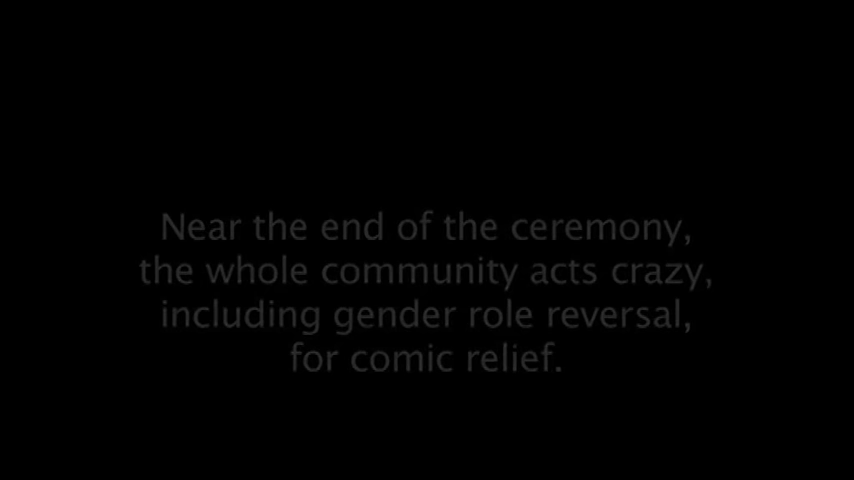 Near the end of the ceremony,
the whole community acts crazy,
including gender role reversal,
for comic relief.